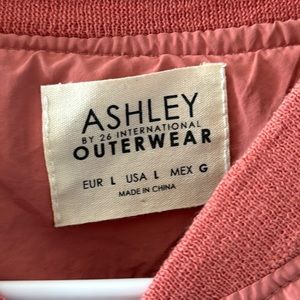 ASHLEY
BY 26 INTERNATIONAL
OUTERWEAR
EUR L USA L MEX G
MADE IN CHINA